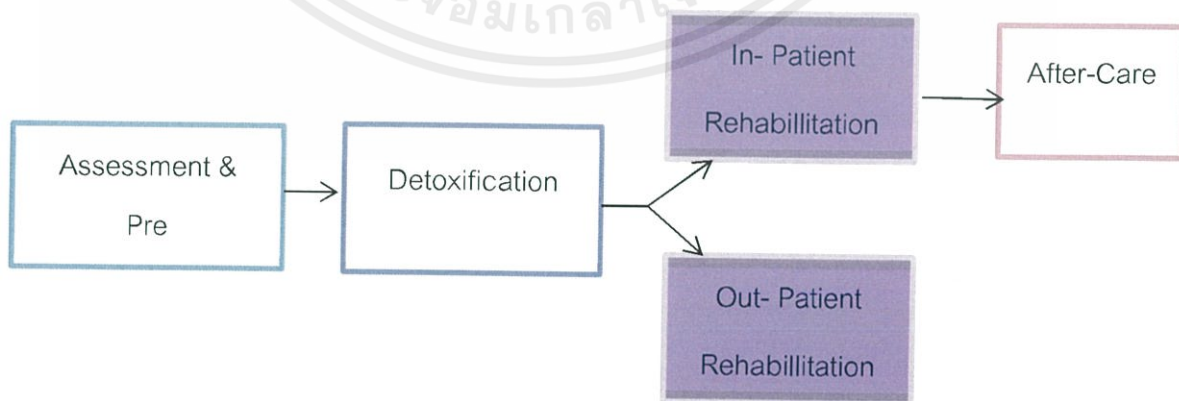 Assessment &
Pre
Detoxification
In- Patient
Rehabillitation
After-Care
Out- Patient
Rehabillitation